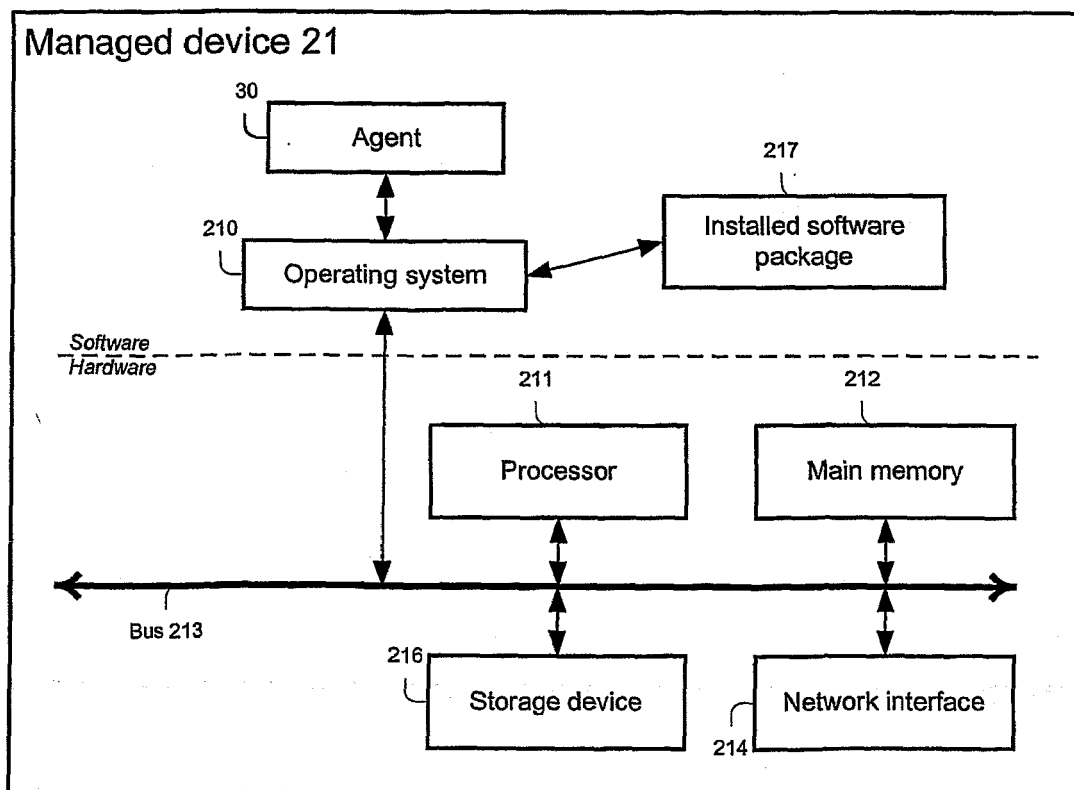 Managed device 21
30
Agent
217
Installed software
package
210
Operating system
Software
Hardware
211
212
Processor
Main memory
Bus 213
216
Storage device
Network interface
214